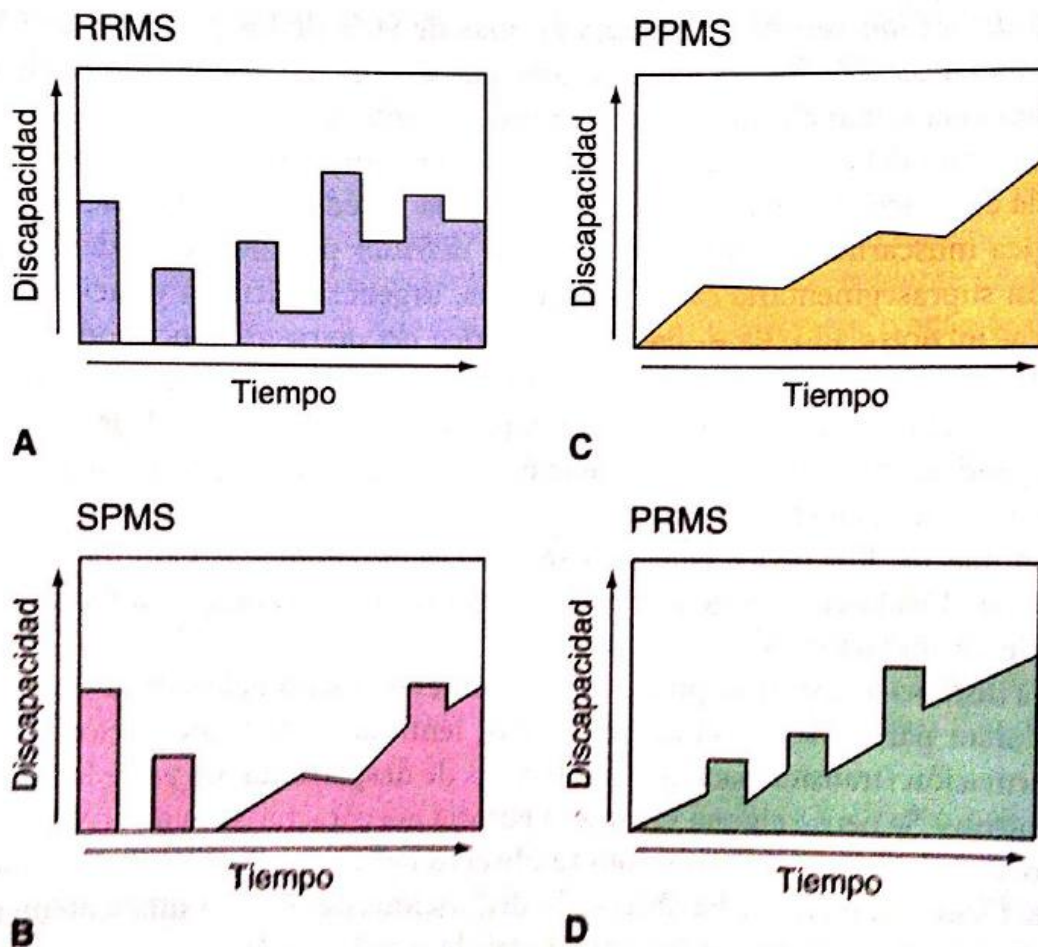 RRMS
Discapacidad
Tiempo
A
PPMS
Discapacidad
Tiempo
C
SPMS
Discapacidad
Tiempo
B
PRMS
Discapacidad
Tiempo
D